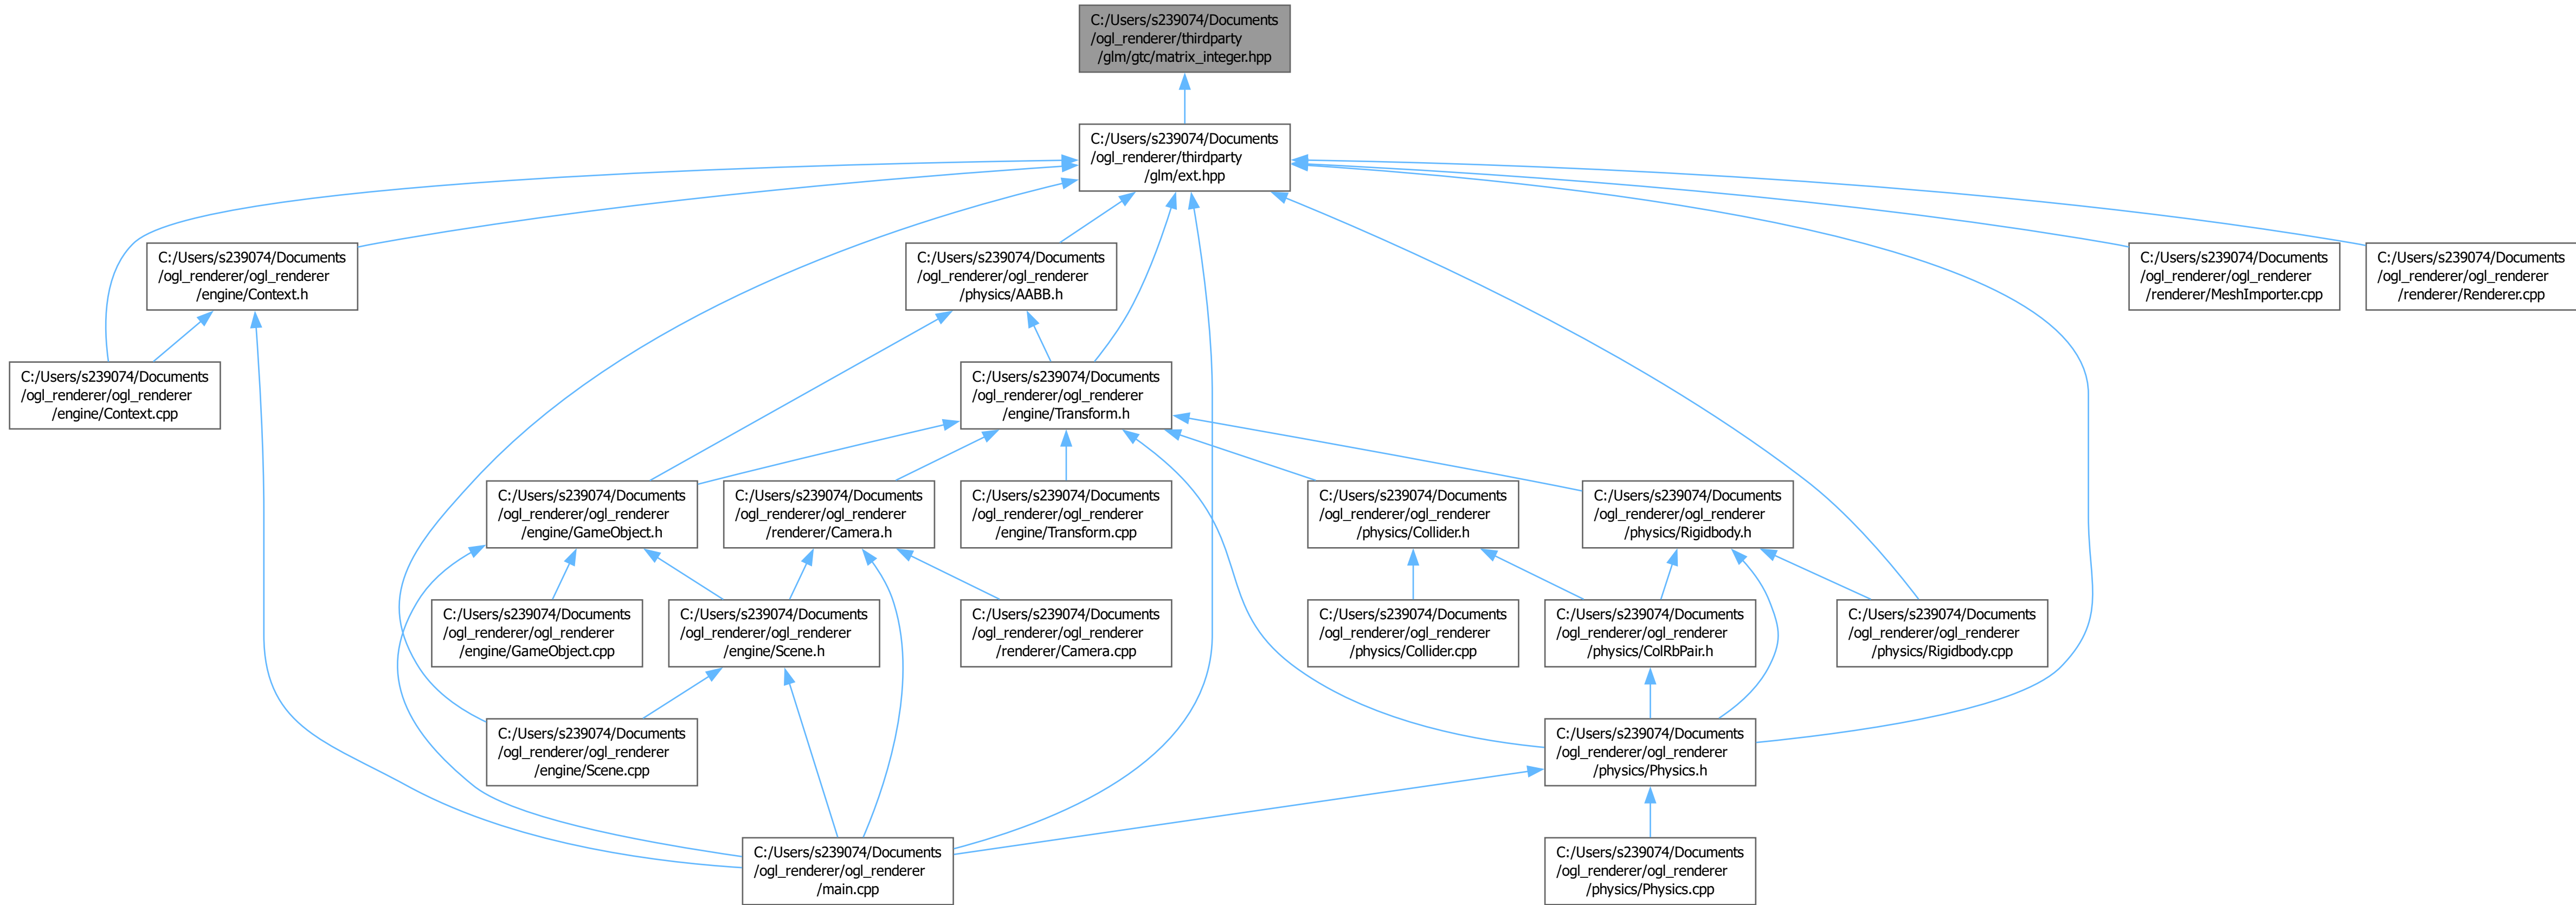 C:/Users/s239074/Documents
/ogl_renderer/thirdparty
/glm/gtc/matrix_integer.hpp
C:/Users/s239074/Documents
/ogl_renderer/thirdparty
/glm/ext.hpp
C:/Users/s239074/Documents
/ogl_renderer/ogl_renderer
/engine/Context.h
C:/Users/s239074/Documents
/ogl_renderer/ogl_renderer
/physics/AABB.h
C:/Users/s239074/Documents
/ogl_renderer/ogl_renderer
/renderer/MeshImporter.cpp
C:/Users/s239074/Documents
/ogl_renderer/ogl_renderer
/renderer/Renderer.cpp
C:/Users/s239074/Documents
/ogl_renderer/ogl_renderer
/engine/Context.cpp
C:/Users/s239074/Documents
/ogl_renderer/ogl_renderer
/engine/Transform.h
C:/Users/s239074/Documents
/ogl_renderer/ogl_renderer
/engine/GameObject.h
C:/Users/s239074/Documents
/ogl_renderer/ogl_renderer
/renderer/Camera.h
C:/Users/s239074/Documents
/ogl_renderer/ogl_renderer
/engine/Transform.cpp
C:/Users/s239074/Documents
/ogl_renderer/ogl_renderer
/physics/Collider.h
C:/Users/s239074/Documents
/ogl_renderer/ogl_renderer
/physics/Rigidbody.h
C:/Users/s239074/Documents
/ogl_renderer/ogl_renderer
/engine/GameObject.cpp
C:/Users/s239074/Documents
/ogl_renderer/ogl_renderer
/engine/Scene.h
C:/Users/s239074/Documents
/ogl_renderer/ogl_renderer
/renderer/Camera.cpp
C:/Users/s239074/Documents
/ogl_renderer/ogl_renderer
/physics/Collider.cpp
C:/Users/s239074/Documents
/ogl_renderer/ogl_renderer
/physics/ColRbPair.h
C:/Users/s239074/Documents
/ogl_renderer/ogl_renderer
/physics/Rigidbody.cpp
C:/Users/s239074/Documents
/ogl_renderer/ogl_renderer
/engine/Scene.cpp
C:/Users/s239074/Documents
/ogl_renderer/ogl_renderer
/physics/Physics.h
C:/Users/s239074/Documents
/ogl_renderer/ogl_renderer
/main.cpp
C:/Users/s239074/Documents
/ogl_renderer/ogl_renderer
/physics/Physics.cpp